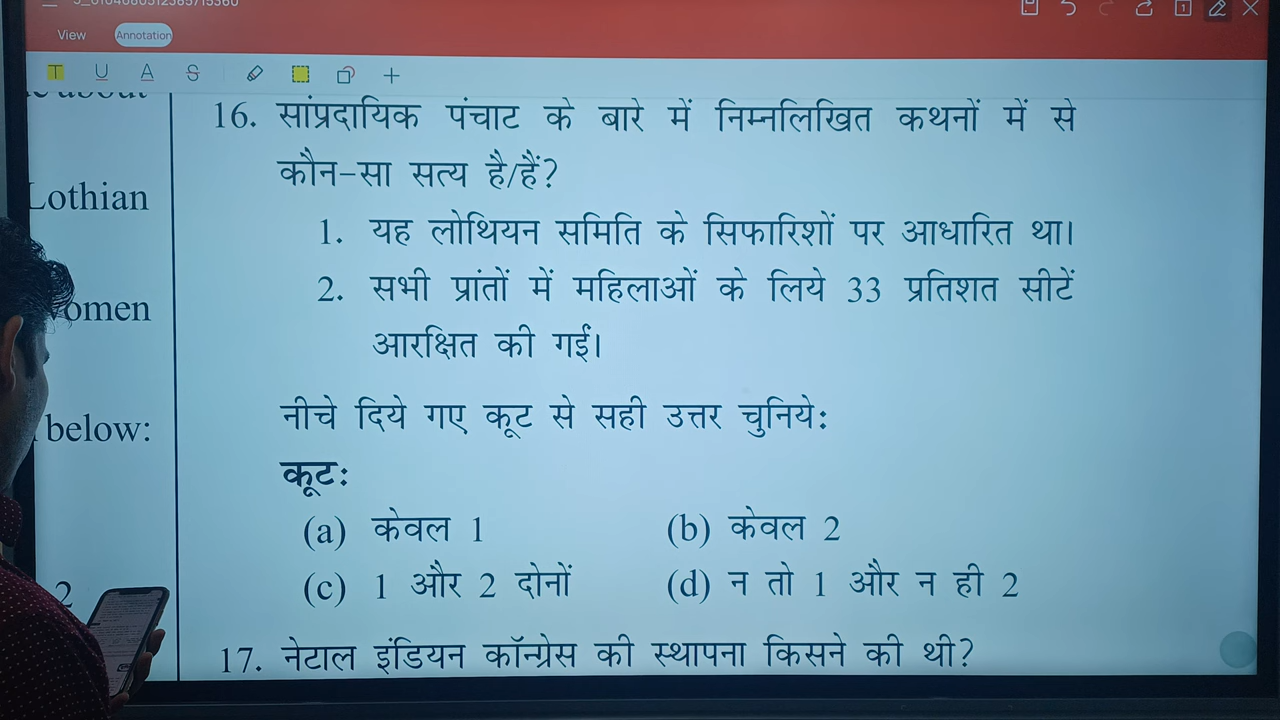 View Annotation
T U A S
Lothian
omen
below:
2
16. सांप्रदायिक पंचाट के बारे में निम्नलिखित कथनों में से
कौन-सा सत्य है/हैं?
1. यह लोथियन समिति के सिफारिशों पर आधारित था।
2. सभी प्रांतों में महिलाओं के लिये 33 प्रतिशत सीटें
आरक्षित की गईं।
नीचे दिये गए कूट से सही उत्तर चुनिये:
कूट:
(a) केवल 1 (b) केवल 2
(c) 1 और 2 दोनों (d) न तो 1 और न ही 2
17. नेटाल इंडियन कॉन्ग्रेस की स्थापना किसने की थी?